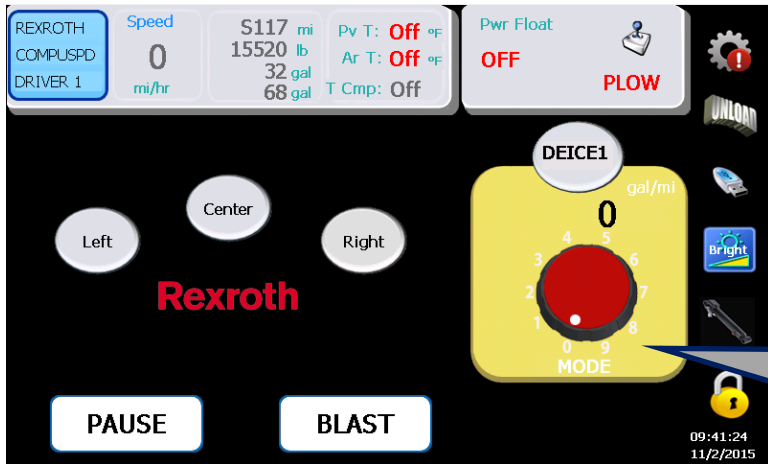 REXROTH
COMPUSPD
DRIVER 1
Speed
0
mi/hr
S117 mi
15520 lb
32 gal
68 gal
Pv T: Off °F
Ar T: Off °F
T Cmp: Off
Pwr Float
OFF
PLOW
UNLOAD
DEICE1
gal/mi
0
Left
Center
Right
Rexroth
0 1 2 3 4 5 6 7 8 9
MODE
Bright
PAUSE
BLAST
09:41:24
11/2/2015